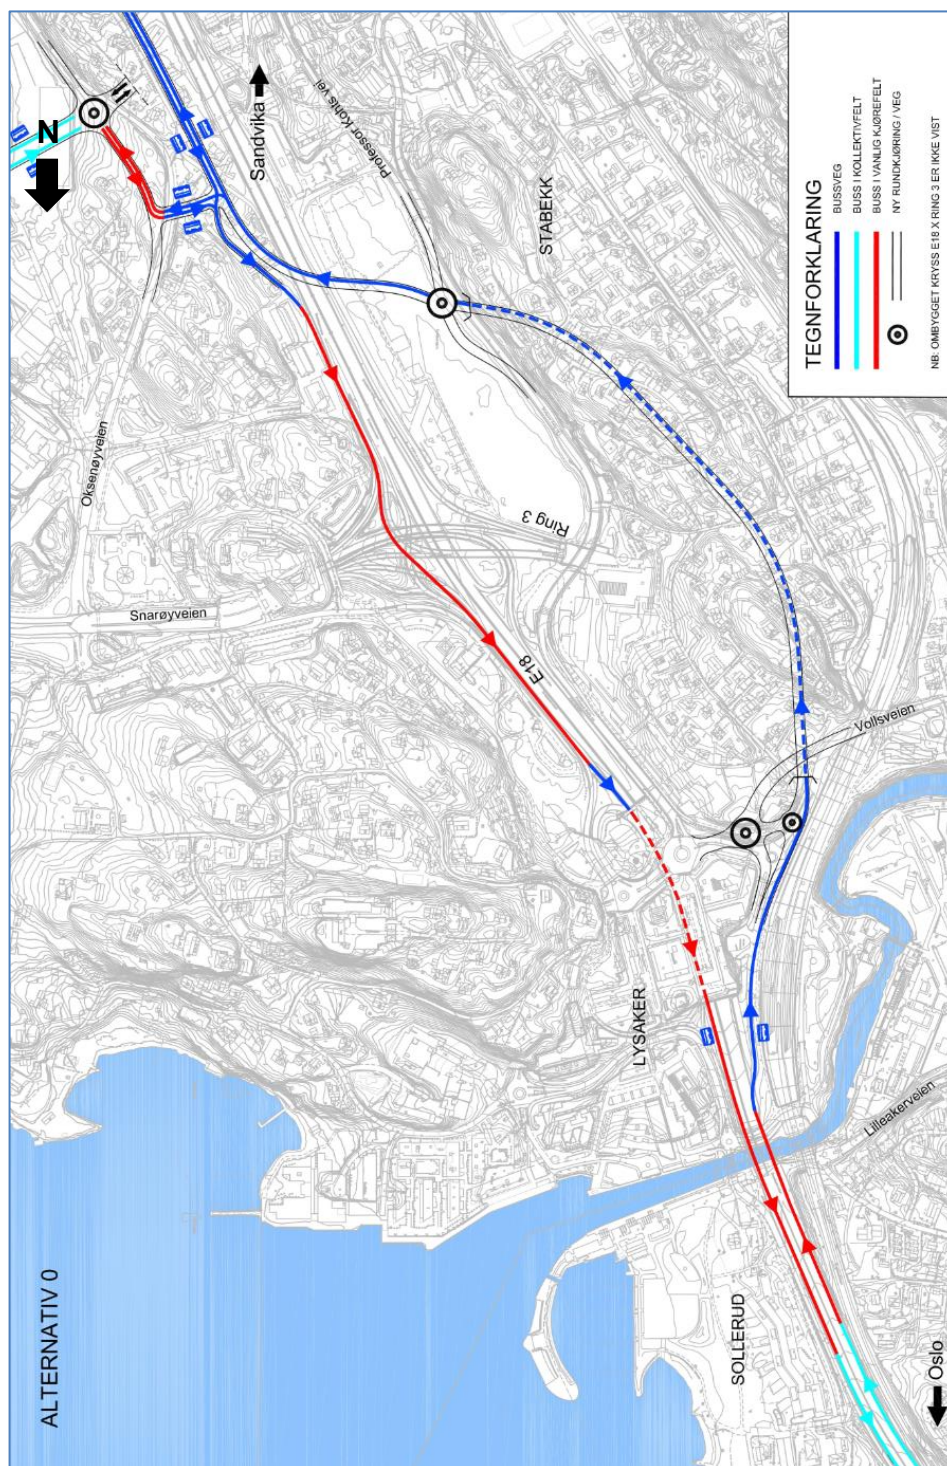 ALTERNATIV 0
N
Sandvika
Professor Kohts vei
STABEKK
Oksenøyveien
Ring 3
Snarøyveien
E18
Vollsveien
LYSAKER
Lilleakerveien
SOLLERUD
Oslo
TEGNFORKLARING
BUSSVEG
BUSS I KOLLEKTIVFELT
BUSS I VANLIG KJØREFELT
NY RUNDKJØRING / VEG
NB: OMBYGGET KRYSS E18 X RING 3 ER IKKE VIST